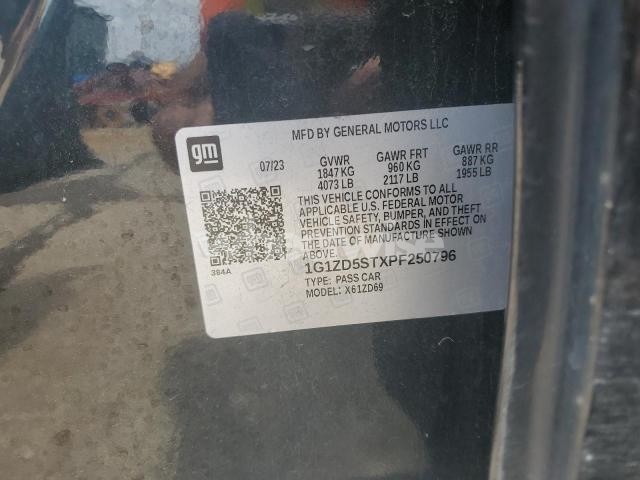 MFD BY GENERAL MOTORS LLC
gm
07/23 GVWR GAWR FRT GAWR RR
1847 KG 960 KG 887 KG
4073 LB 2117 LB 1955 LB
THIS VEHICLE CONFORMS TO ALL
APPLICABLE U.S. FEDERAL MOTOR
VEHICLE SAFETY, BUMPER, AND THEFT
PREVENTION STANDARDS IN EFFECT ON
THE DATE OF MANUFACTURE SHOWN
ABOVE.
384A
1G1ZD5STXPF250796
TYPE: PASS CAR
MODEL: X61ZD69